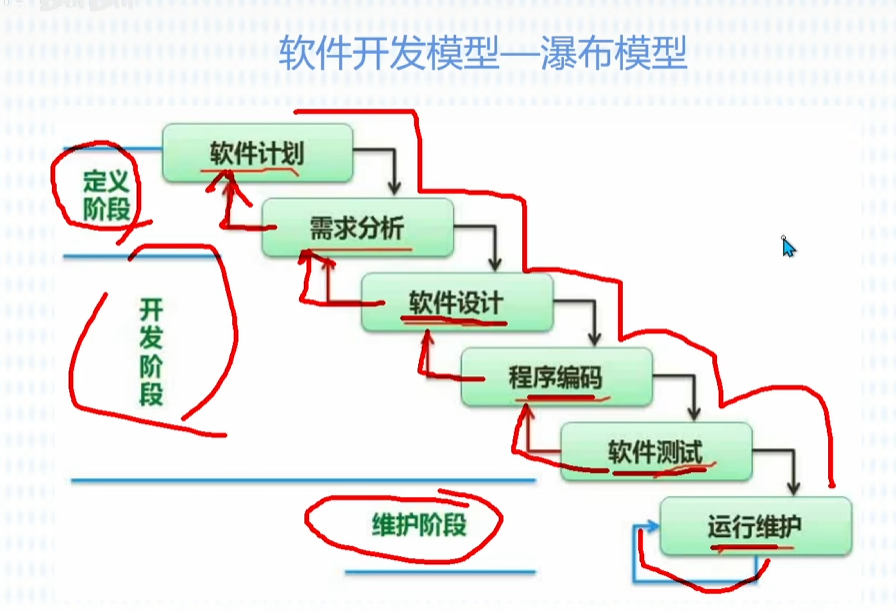 软件开发模型—瀑布模型
软件计划
定义
阶段
需求分析
软件设计
开发阶段
程序编码
软件测试
维护阶段
运行维护